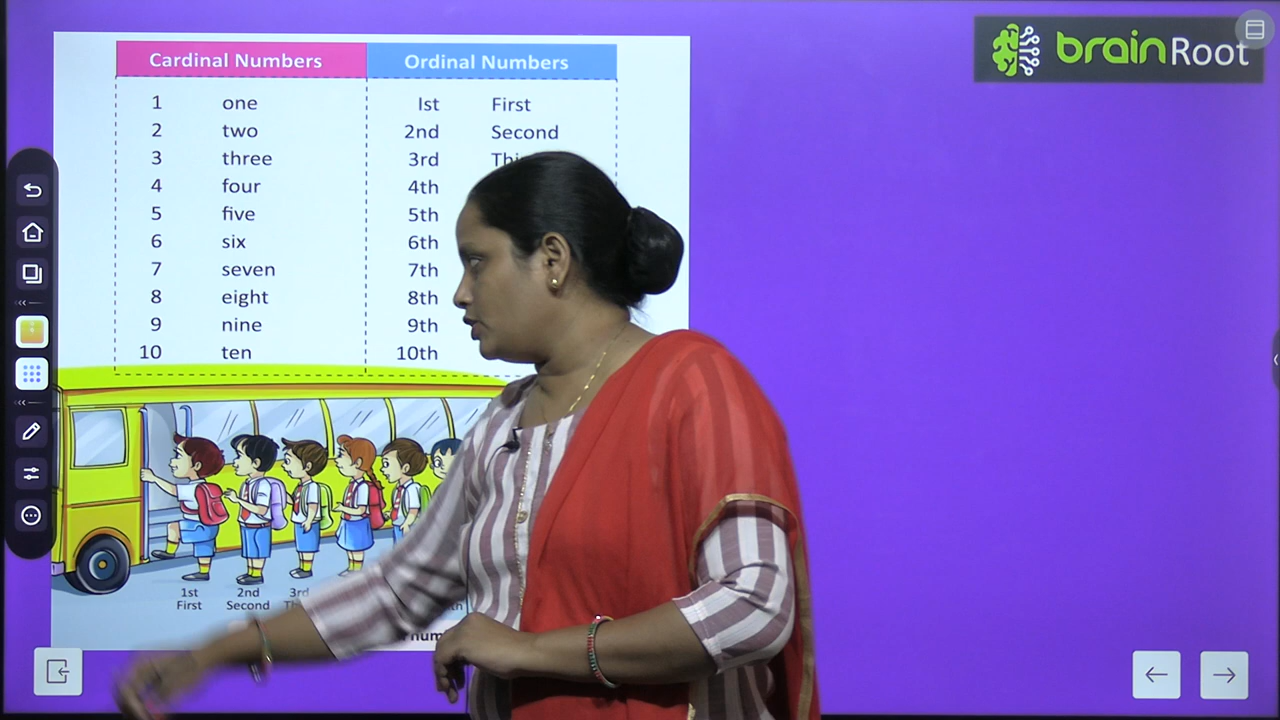 brainRoot
Cardinal Numbers Ordinal Numbers
1 one Ist First
2 two 2nd Second
3 three 3rd
4 four 4th
5 five 5th
6 six 6th
7 seven 7th
8 eight 8th
9 nine 9th
10 ten 10th
1st 2nd 3rd
First Second